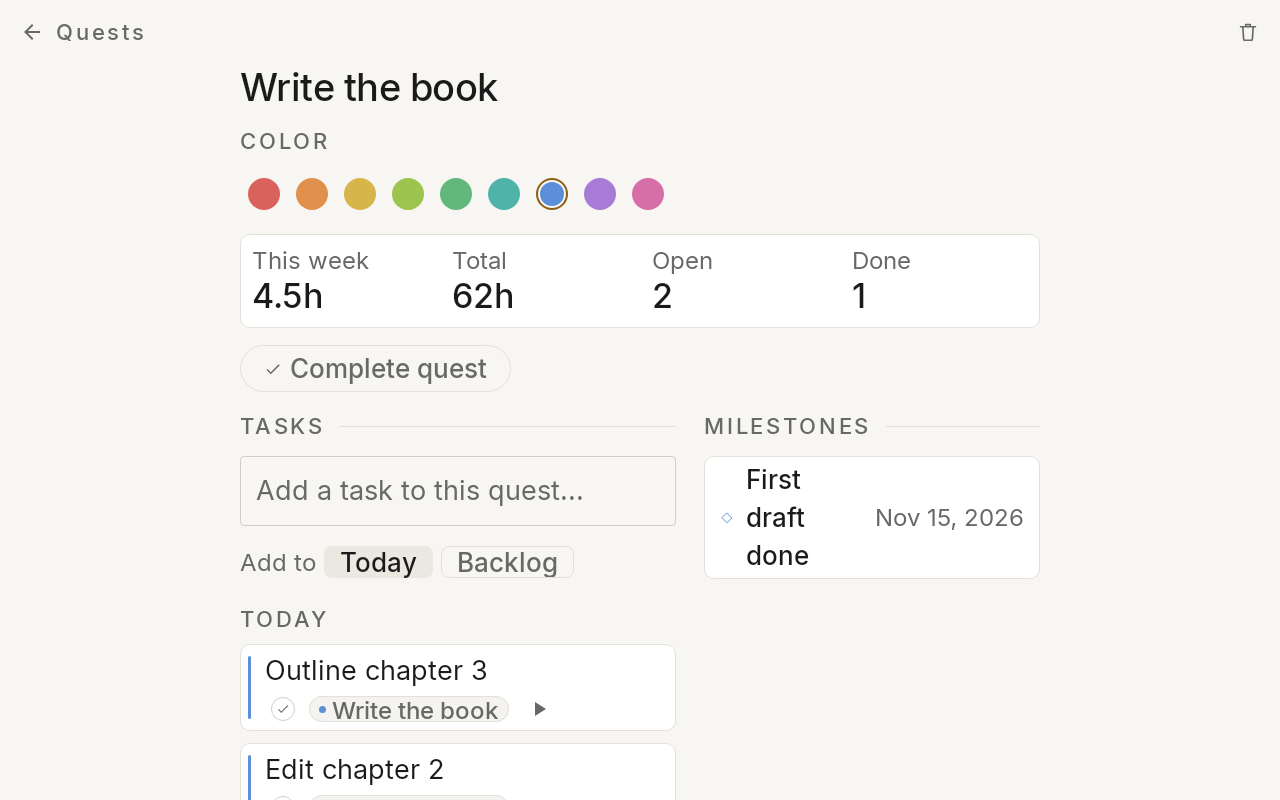 Quests
Write the book
COLOR
This week
4.5h
Total
62h
Open
2
Done
1
Complete quest
TASKS
Add a task to this quest...
Add to Today Backlog
TODAY
Outline chapter 3
Write the book
Edit chapter 2
MILESTONES
First
draft
done
Nov 15, 2026